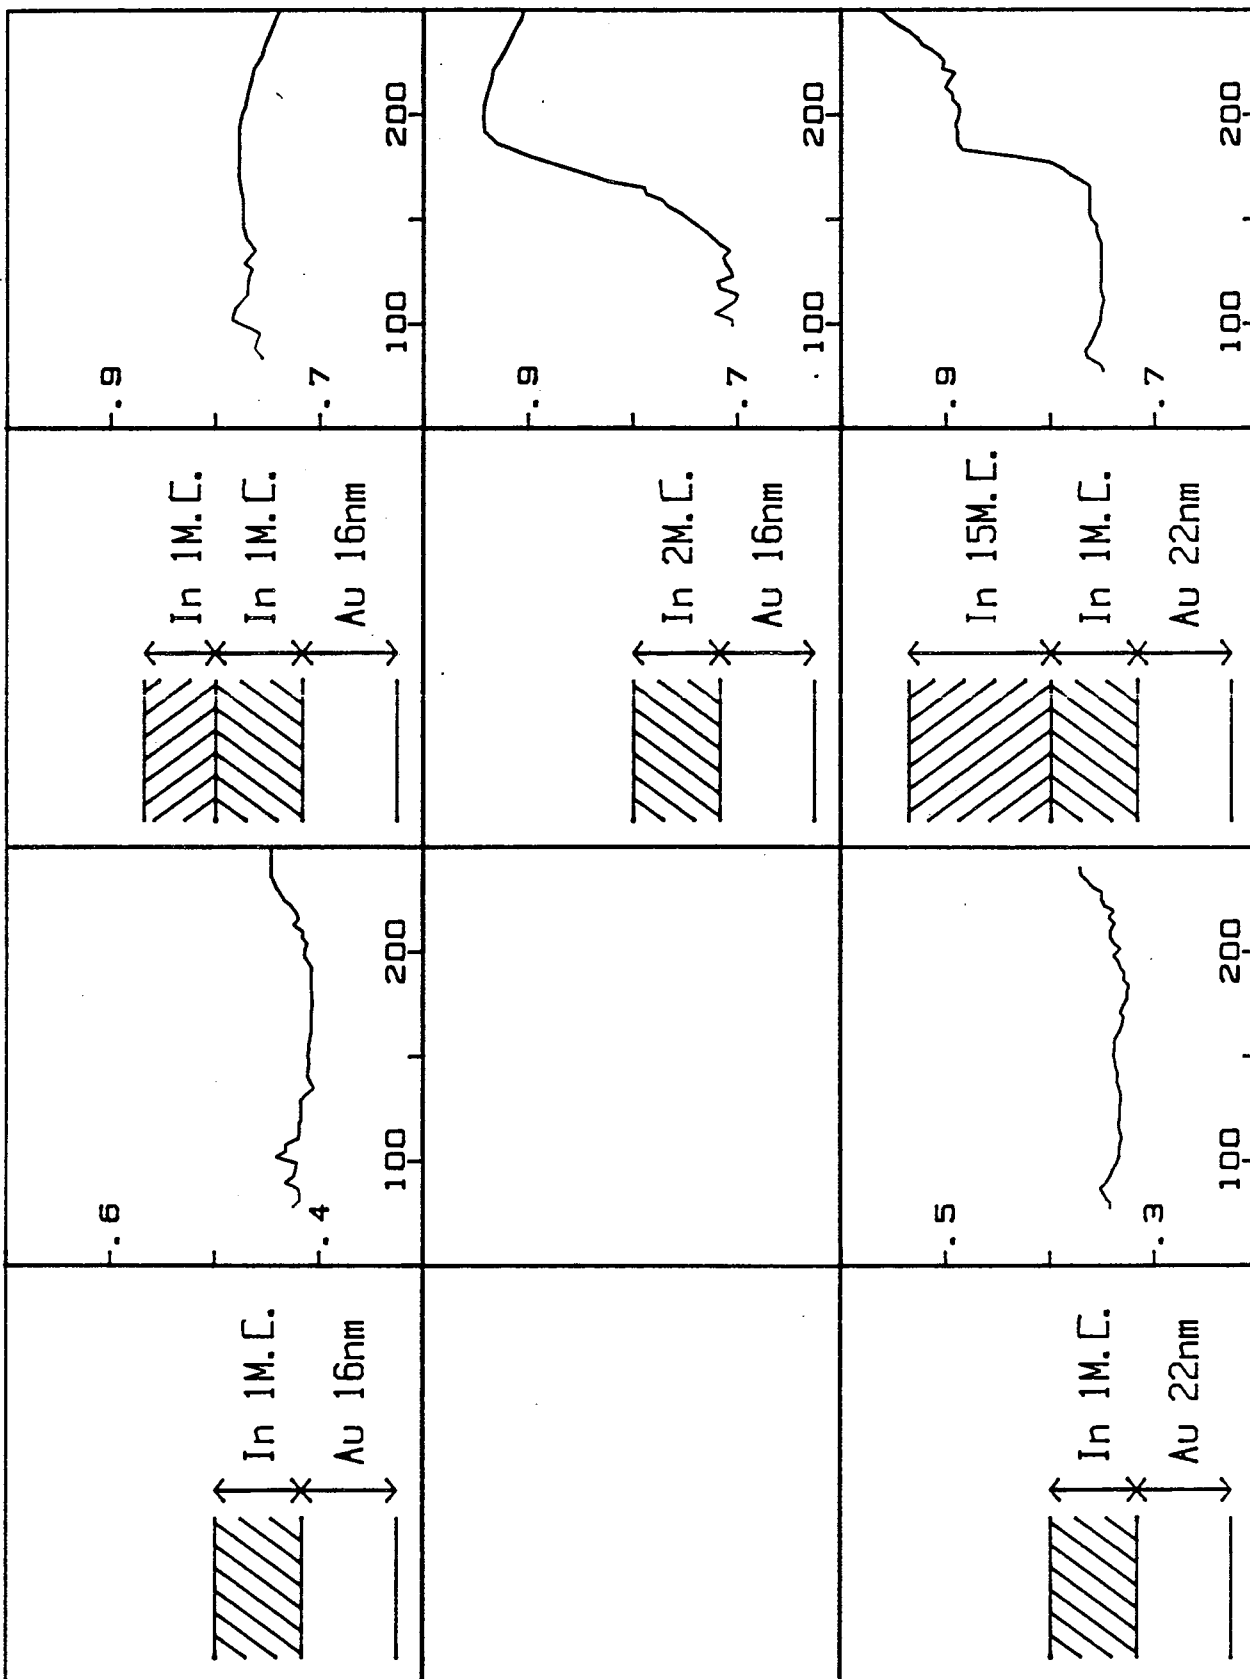 In 1M.C.
Au 16nm
.6
.4
100 200
In 1M.C.
In 1M.C.
Au 16nm
.9
.7
100 200
In 2M.C.
Au 16nm
.9
.7
100 200
In 1M.C.
Au 22nm
.5
.3
100 200
In 15M.C.
In 1M.C.
Au 22nm
.9
.7
100 200